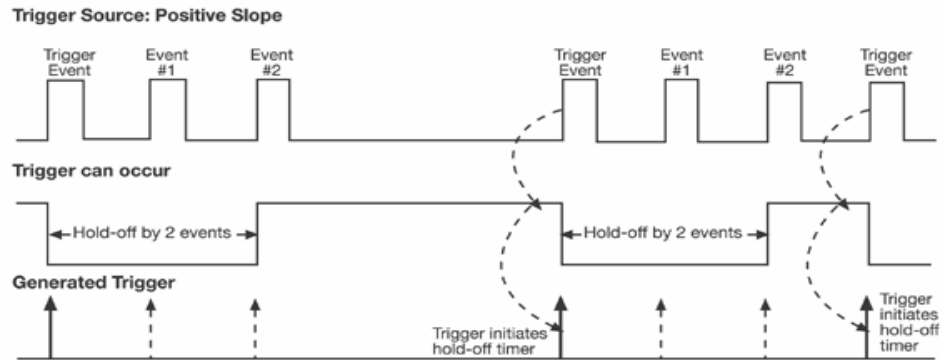 Trigger Source: Positive Slope
Trigger
Event
Event
#1
Event
#2
Trigger
Event
Event
#1
Event
#2
Trigger
Event
Trigger can occur
Hold-off by 2 events
Hold-off by 2 events
Generated Trigger
Trigger initiates
hold-off timer
Trigger
initiates
hold-off
timer